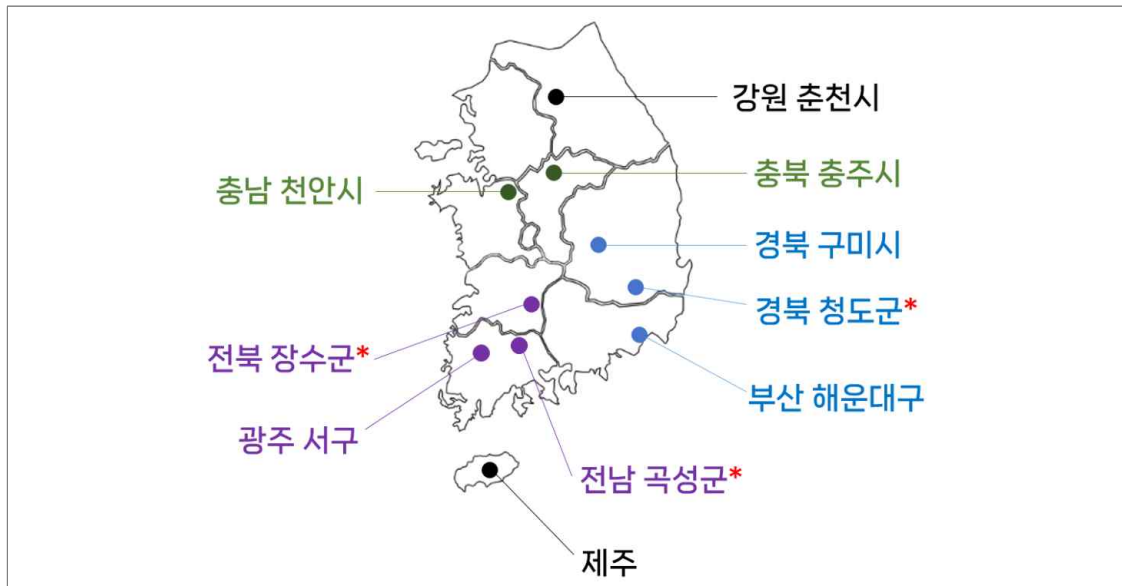 강원 춘천시
충북 충주시
충남 천안시
경북 구미시
경북 청도군*
전북 장수군*
부산 해운대구
광주 서구
전남 곡성군*
제주